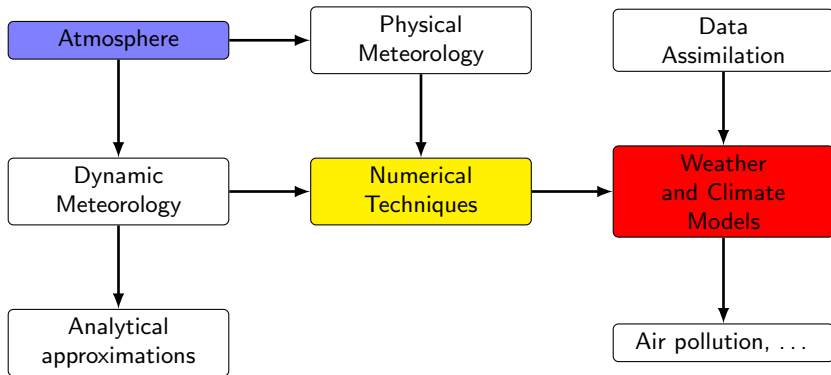 Atmosphere
Physical
Meteorology
Data
Assimilation
Dynamic
Meteorology
Numerical
Techniques
Weather
and Climate
Models
Analytical
approximations
Air pollution, ...